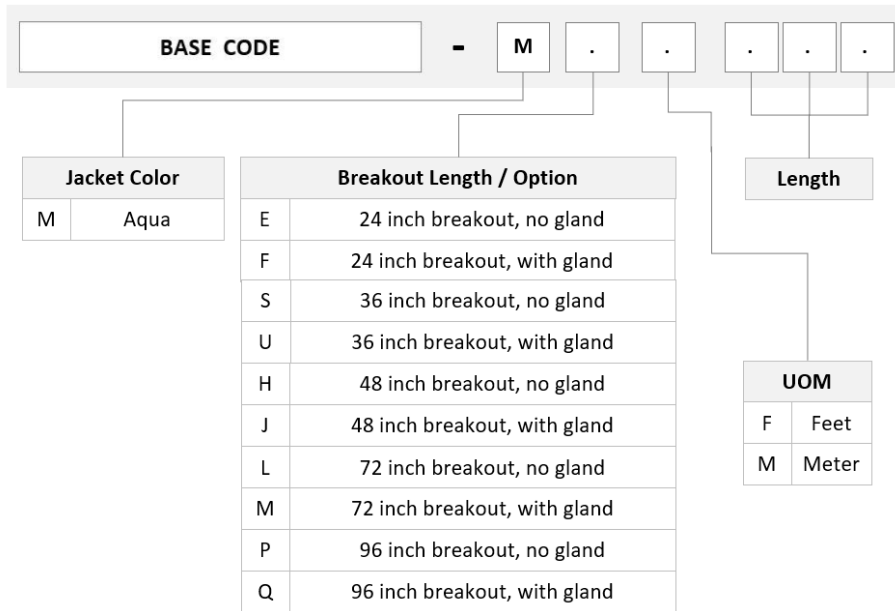 BASE CODE - M . . . . .
Jacket Color
M Aqua
Breakout Length / Option
E 24 inch breakout, no gland
F 24 inch breakout, with gland
S 36 inch breakout, no gland
U 36 inch breakout, with gland
H 48 inch breakout, no gland
J 48 inch breakout, with gland
L 72 inch breakout, no gland
M 72 inch breakout, with gland
P 96 inch breakout, no gland
Q 96 inch breakout, with gland
Length
UOM
F Feet
M Meter